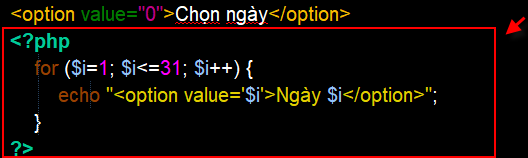 <option value="0">Chọn ngày</option>
<?php
for ($i=1; $i<=31; $i++) {
echo "<option value='$i'>Ngày $i</option>";
}
?>